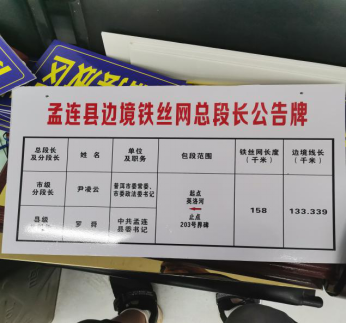 孟连县边境铁丝网总段长公告牌
总段长
及分段长
姓名
单位
及职务
包段范围
铁丝网长度
(千米)
边境线长
(千米)
市级
分段长
尹凌云
普洱市委常委、
市委政法委书记
起点
英洛河
止点
203号界碑
158
133.339
县级
罗
中共孟连
县委书记